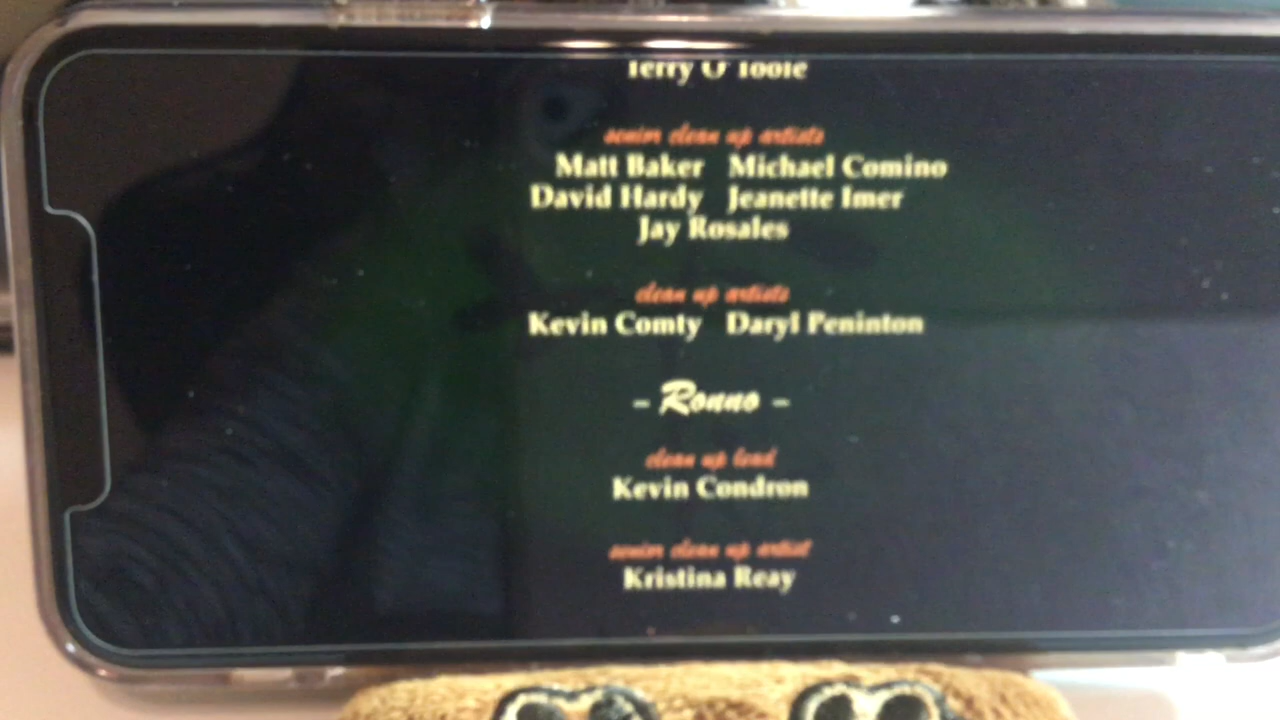 Terry O'Toole
senior clean up artists
Matt Baker Michael Comino
David Hardy Jeanette Imer
Jay Rosales
clean up artists
Kevin Comty Daryl Peninton
– Ronno –
clean up lead
Kevin Condron
senior clean up artist
Kristina Reay